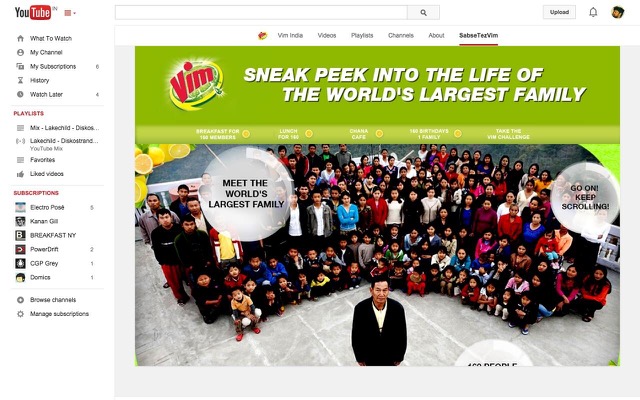 YouTube IN
Upload
What To Watch
My Channel
My Subscriptions 6
History
Watch Later 4
PLAYLISTS
Mix - Lakechild - Diskos...
YouTube Mix
Lakechild - Diskostrand...
Favorites
Liked videos
SUBSCRIPTIONS
Electro Posé 6
Kanan Gill
BREAKFAST NY
PowerDrift 2
CGP Grey 1
Domics 1
Browse channels
Manage subscriptions
Vim India Videos Playlists Channels About SabseTezVim
Vim
SNEAK PEEK INTO THE LIFE OF
THE WORLD'S LARGEST FAMILY
BREAKFAST FOR
160 MEMBERS
LUNCH
FOR 160
CHANA
CAFE
160 BIRTHDAYS
1 FAMILY
TAKE THE
VIM CHALLENGE
MEET THE
WORLD'S
LARGEST FAMILY
GO ON!
KEEP
SCROLLING!
160 PEOPLE